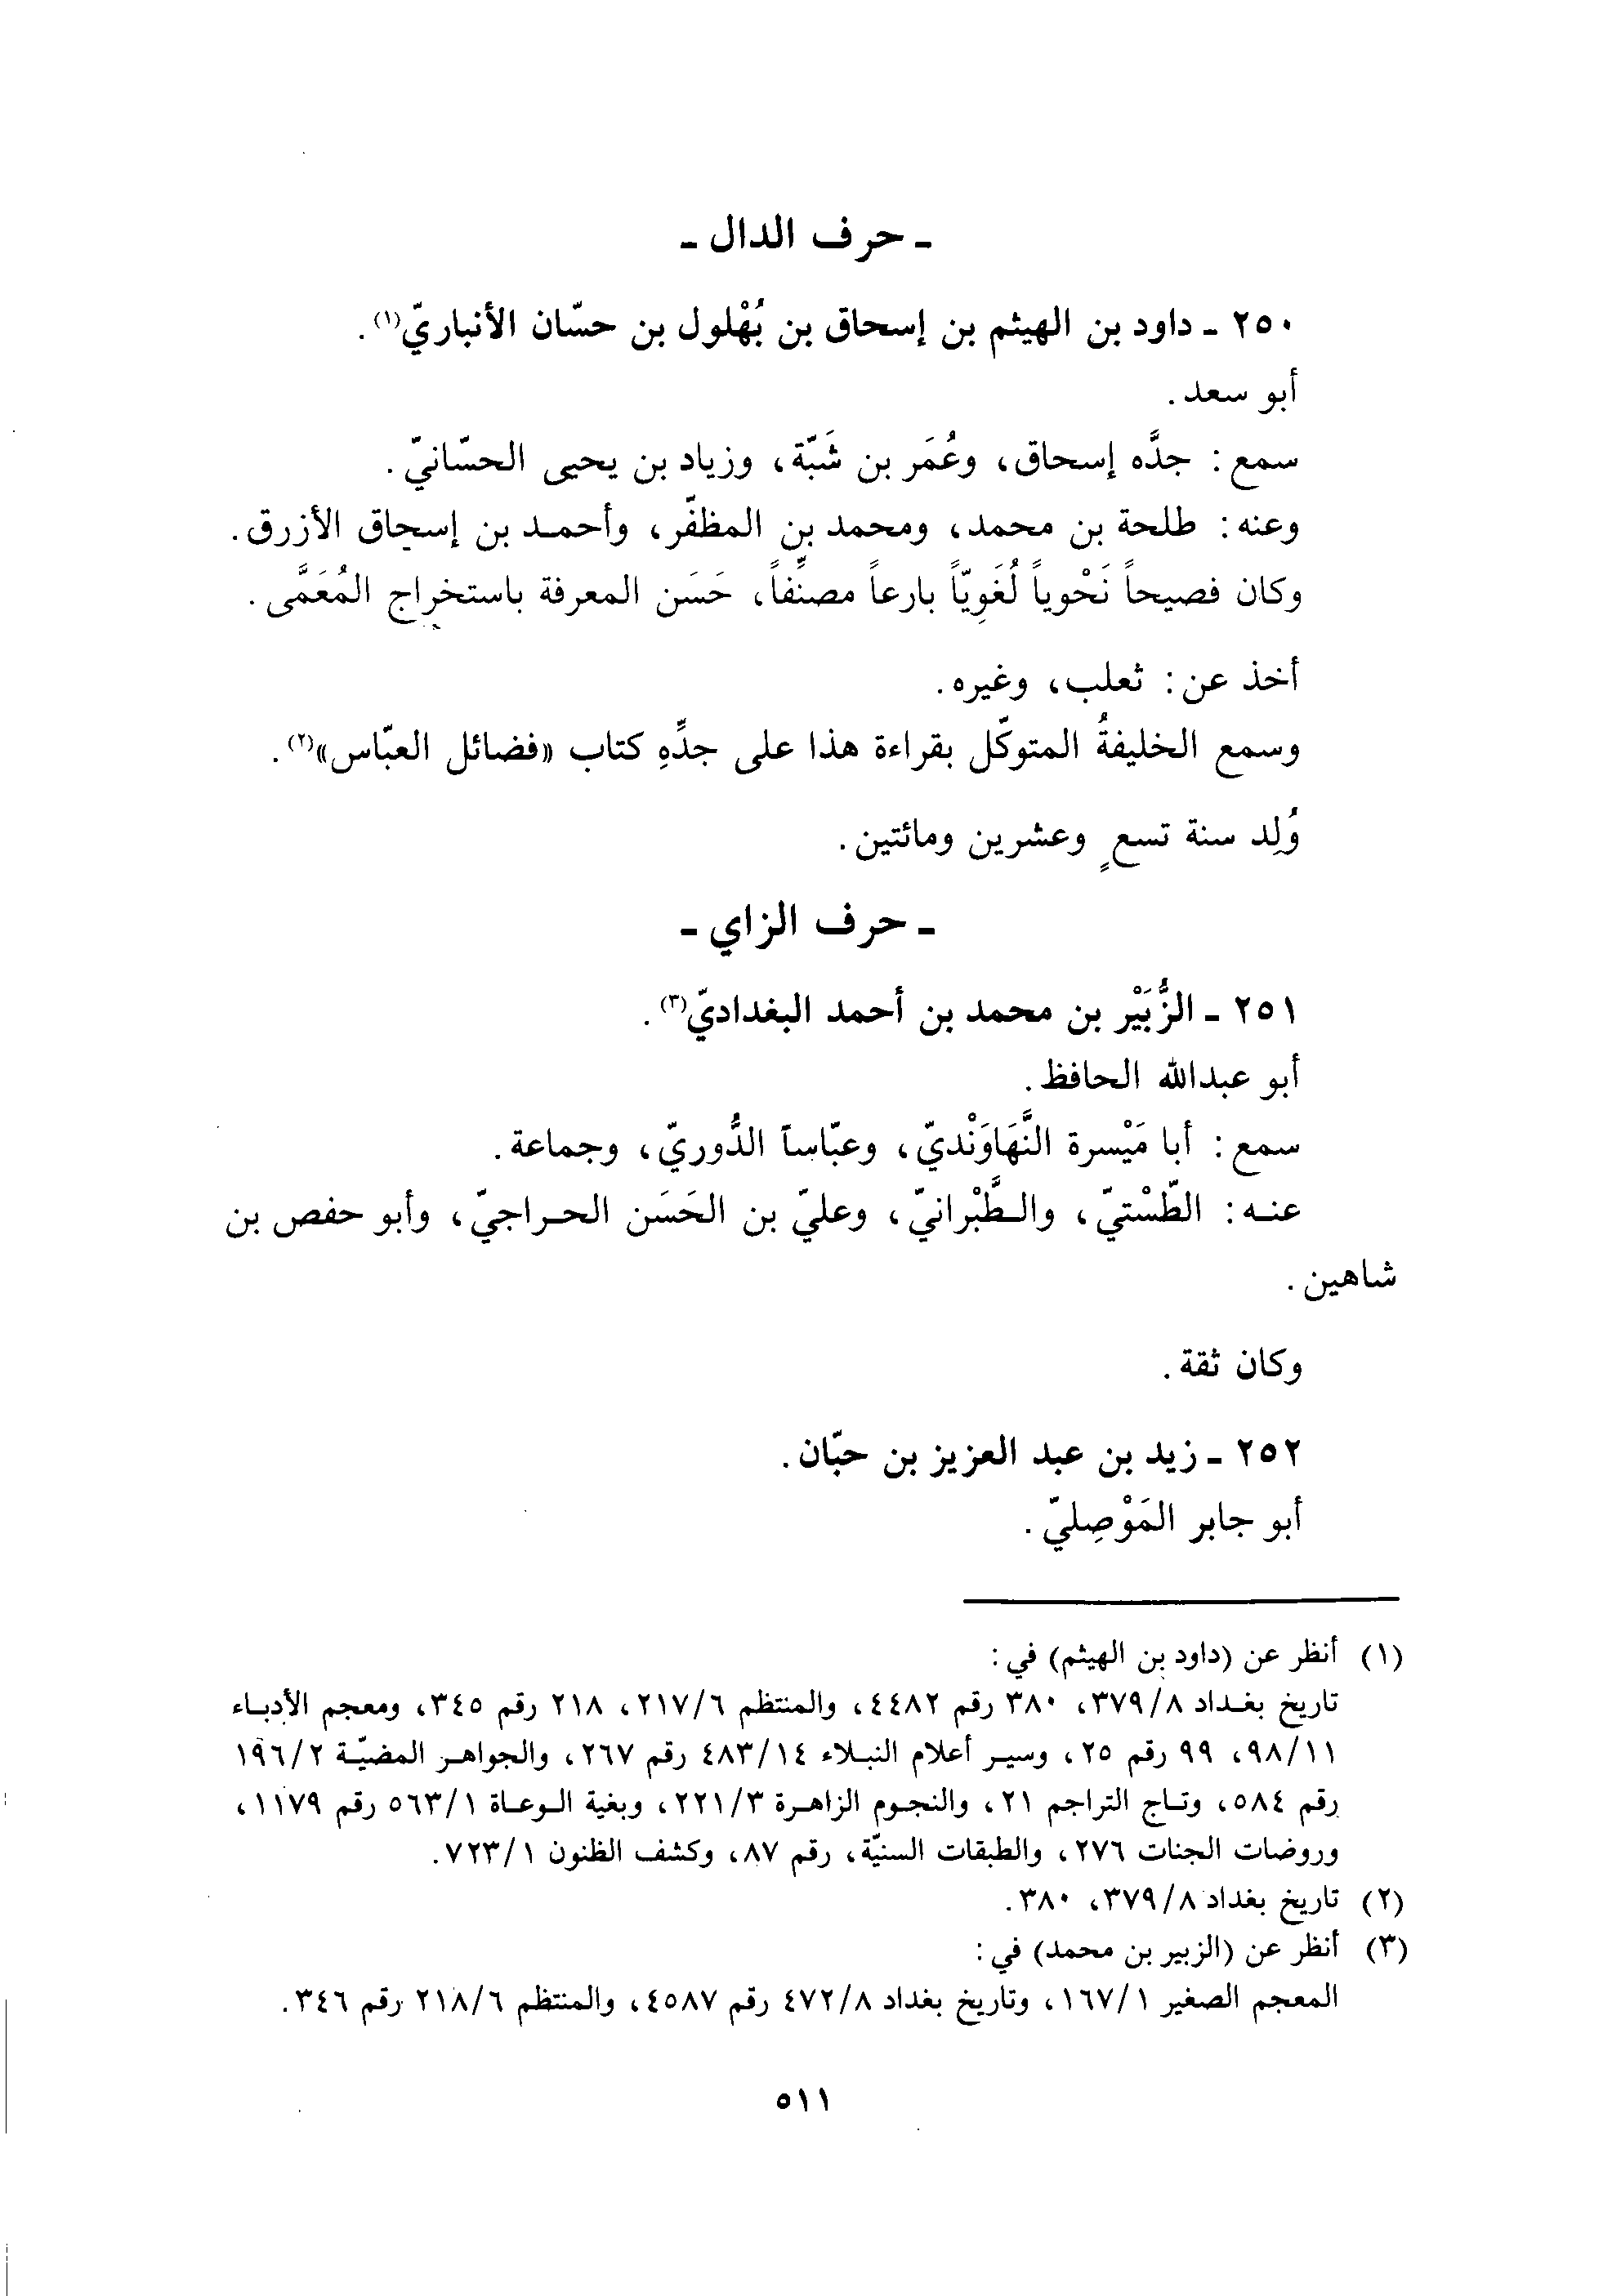 ـ حرف الدال ـ
٢٥٠ ـ داود بن الهيثم بن إسحاق بن بُهْلول بن حسّان الأنباريّ(١).
أبو سعد.
سمع: جدَّه إسحاق، وعُمَر بن شَبّة، وزياد بن يحيى الحسّانيّ.
وعنه: طلحة بن محمد، ومحمد بن المظفّر، وأحمد بن إسحاق الأزرق.
وكان فصيحاً نَحْوياً لُغَوِيّاً بارعاً مصنِّفاً، حَسَن المعرفة باستخراج المُعَمَّى.
أخذ عن: ثعلب، وغيره.
وسمع الخليفةُ المتوكّل بقراءة هذا على جدِّهِ كتاب «فضائل العبّاس»(٢).
وُلِد سنة تسعٍ وعشرين ومائتين.
ـ حرف الزاي ـ
٢٥١ ـ الزُّبَيْر بن محمد بن أحمد البغداديّ(٣).
أبو عبدالله الحافظ.
سمع: أبا مَيْسرة النَّهَاوَنْديّ، وعبّاساً الدُّوريّ، وجماعة.
عنه: الطّسْتيّ، والطَّبْرانيّ، وعليّ بن الحَسَن الحراجيّ، وأبو حفص بن
شاهين.
وكان ثقة.
٢٥٢ ـ زيد بن عبد العزيز بن حبّان.
أبو جابر المَوْصِليّ.
(١) أنظر عن (داود بن الهيثم) في:
تاريخ بغداد ٣٧٩/٨، ٣٨٠ رقم ٤٤٨٢، والمنتظم ٢١٧/٦، ٢١٨ رقم ٣٤٥، ومعجم الأدباء
٩٨/١١، ٩٩ رقم ٢٥، وسير أعلام النبلاء ٤٨٣/١٤ رقم ٢٦٧، والجواهر المضيّة ١٩٦/٢
رقم ٥٨٤، وتاج التراجم ٢١، والنجوم الزاهرة ٢٢١/٣، وبغية الوعاة ٥٦٣/١ رقم ١١٧٩،
وروضات الجنات ٢٧٦، والطبقات السنيّة، رقم ٨٧، وكشف الظنون ٧٢٣/١.
(٢) تاريخ بغداد ٣٧٩/٨، ٣٨٠.
(٣) أنظر عن (الزبير بن محمد) في:
المعجم الصغير ١٦٧/١، وتاريخ بغداد ٤٧٢/٨ رقم ٤٥٨٧، والمنتظم ٢١٨/٦ رقم ٣٤٦.
٥١١